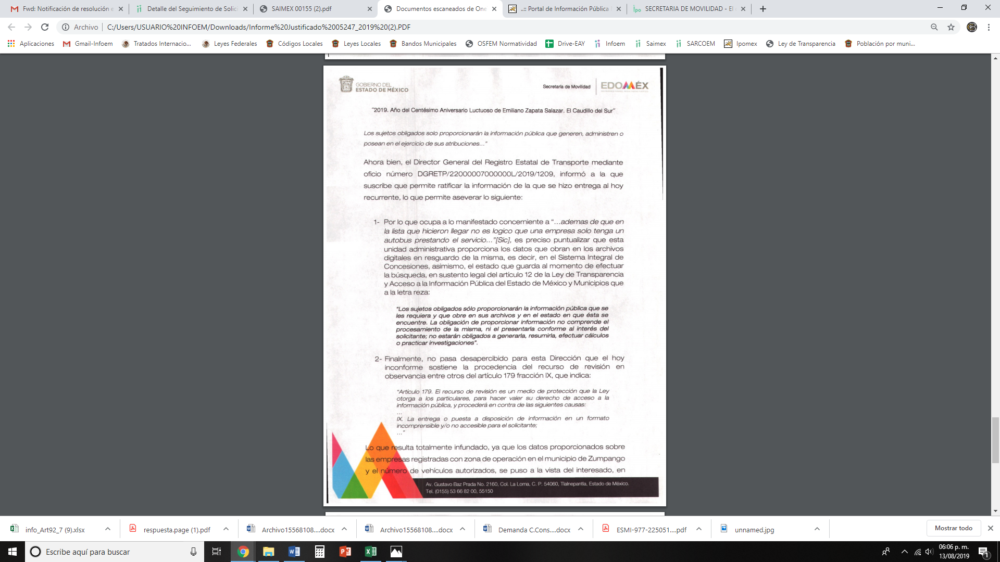 Fwd: Notificación de resolución e
Detalle del Seguimiento de Solici
SAIMEX 00155 (2).pdf
Documentos escaneados de One
..:: Portal de Información Pública
SECRETARIA DE MOVILIDAD - El
Archivo
C:/Users/USUARIO%20INFOEM/Downloads/Informe%20Justificado%2005247_2019%20(2).PDF
Aplicaciones
Gmail-Infoem
Tratados Internacio...
Leyes Federales
Códigos Locales
Leyes Locales
Bandos Municipales
OSFEM Normatividad
Drive-EAY
Infoem
Saimex
SARCOEM
Ipomex
Ley de Transparencia
Población por muni...
GOBIERNO DEL
ESTADO DE MÉXICO
Secretaría de Movilidad
EDOMÉX
"2019. Año del Centésimo Aniversario Luctuoso de Emiliano Zapata Salazar. El Caudillo del Sur"
Los sujetos obligados solo proporcionarán la información pública que generen, administren o
posean en el ejercicio de sus atribuciones..."
Ahora bien, el Director General del Registro Estatal de Transporte mediante
oficio número DGRETP/22000007000000L/2019/1209, informó a la que
suscribe que permite ratificar la información de la que se hizo entrega al hoy
recurrente, lo que permite aseverar lo siguiente:
1- Por lo que ocupa a lo manifestado concerniente a "...ademas de que en
la lista que hicieron llegar no es logico que una empresa solo tenga un
autobus prestando el servicio..."[Sic], es preciso puntualizar que esta
unidad administrativa proporciona los datos que obran en los archivos
digitales en resguardo de la misma, es decir, en el Sistema Integral de
Concesiones, asimismo, el estado que guarda al momento de efectuar
la búsqueda, en sustento legal del artículo 12 de la Ley de Transparencia
y Acceso a la Información Pública del Estado de México y Municipios que
a la letra reza:
"Los sujetos obligados sólo proporcionarán la información pública que se
les requiera y que obre en sus archivos y en el estado en que ésta se
encuentre. La obligación de proporcionar información no comprende el
procesamiento de la misma, ni el presentarla conforme al interés del
solicitante; no estarán obligados a generarla, resumirla, efectuar cálculos
o practicar investigaciones".
2- Finalmente, no pasa desapercibido para esta Dirección que el hoy
inconforme sostiene la procedencia del recurso de revisión en
observancia entre otros del artículo 179 fracción IX, que indica:
"Artículo 179. El recurso de revisión es un medio de protección que la Ley
otorga a los particulares, para hacer valer su derecho de acceso a la
información pública, y procederá en contra de las siguientes causas:
...
IX. La entrega o puesta a disposición de información en un formato
incomprensible y/o no accesible para el solicitante;
..."
Lo que resulta totalmente infundado, ya que los datos proporcionados sobre
las empresas registradas con zona de operación en el municipio de Zumpango
y el número de vehículos autorizados, se puso a la vista del interesado, en
Av. Gustavo Baz Prada No. 2160, Col. La Loma, C. P. 54060, Tlalnepantla, Estado de México.
Tel. (0155) 53 66 82 00, 55150
info_Art92_7 (9).xlsx
respuesta.page (1).pdf
Archivo15568108....docx
Archivo15568108....docx
Demanda C.Cons....docx
ESMI-977-225051....pdf
unnamed.jpg
Mostrar todo
Escribe aquí para buscar
06:06 p. m.
13/08/2019
1